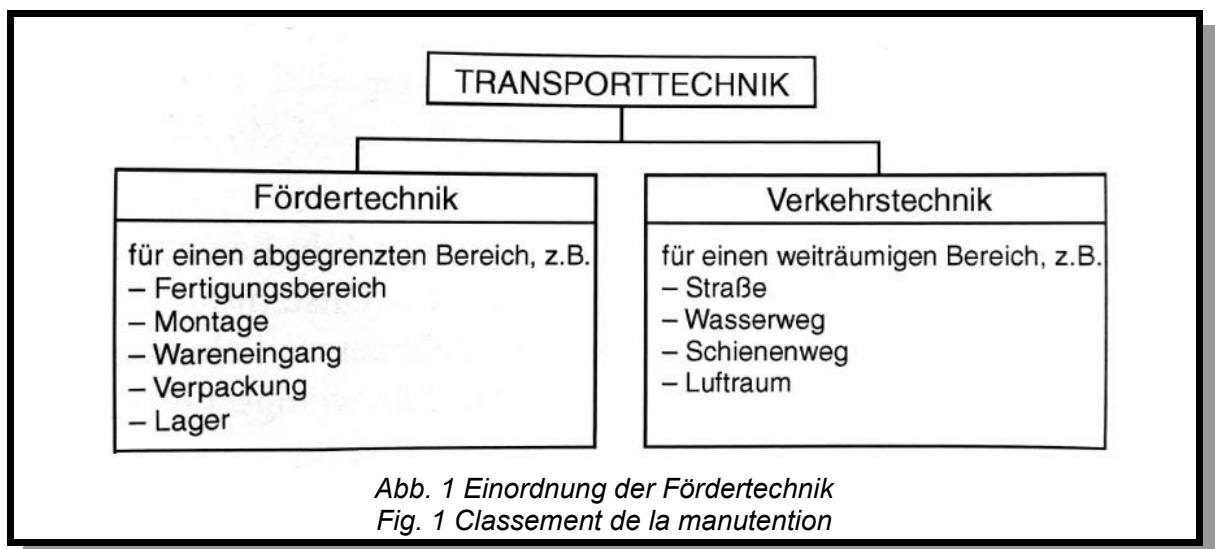 TRANSPORTTECHNIK
Fördertechnik
für einen abgegrenzten Bereich, z.B.
– Fertigungsbereich
– Montage
– Wareneingang
– Verpackung
– Lager
Verkehrstechnik
für einen weiträumigen Bereich, z.B.
– Straße
– Wasserweg
– Schienenweg
– Luftraum
Abb. 1 Einordnung der Fördertechnik
Fig. 1 Classement de la manutention